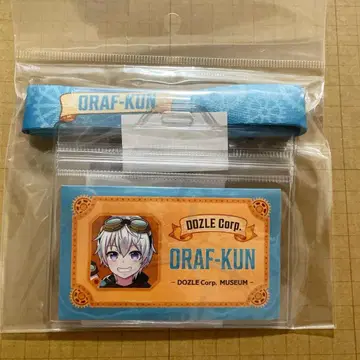 ORAF-KUN
DOZLE Corp.
ORAF-KUN
- DOZLE Corp. MUSEUM -